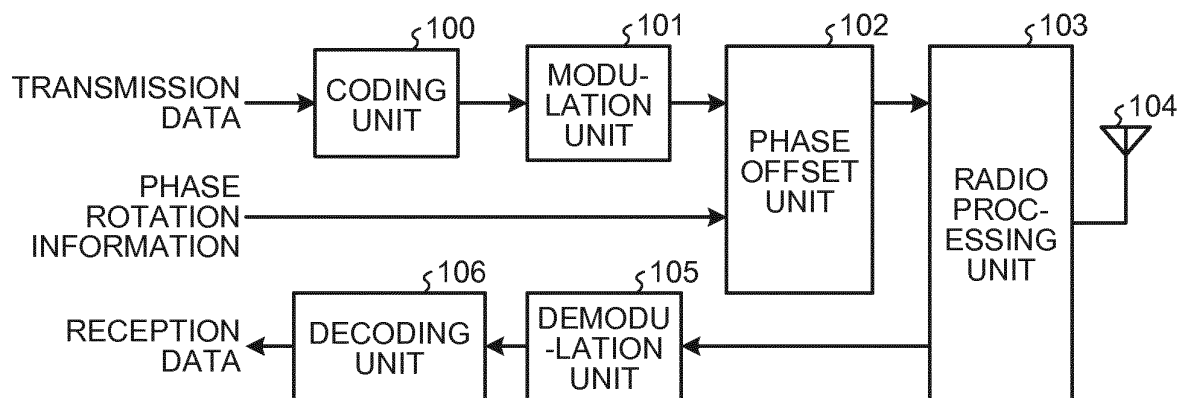 100
101
102
103
104
TRANSMISSION
DATA
CODING
UNIT
MODU-
LATION
UNIT
PHASE
OFFSET
UNIT
RADIO
PROC-
ESSING
UNIT
PHASE
ROTATION
INFORMATION
106
105
RECEPTION
DATA
DECODING
UNIT
DEMODU
-LATION
UNIT